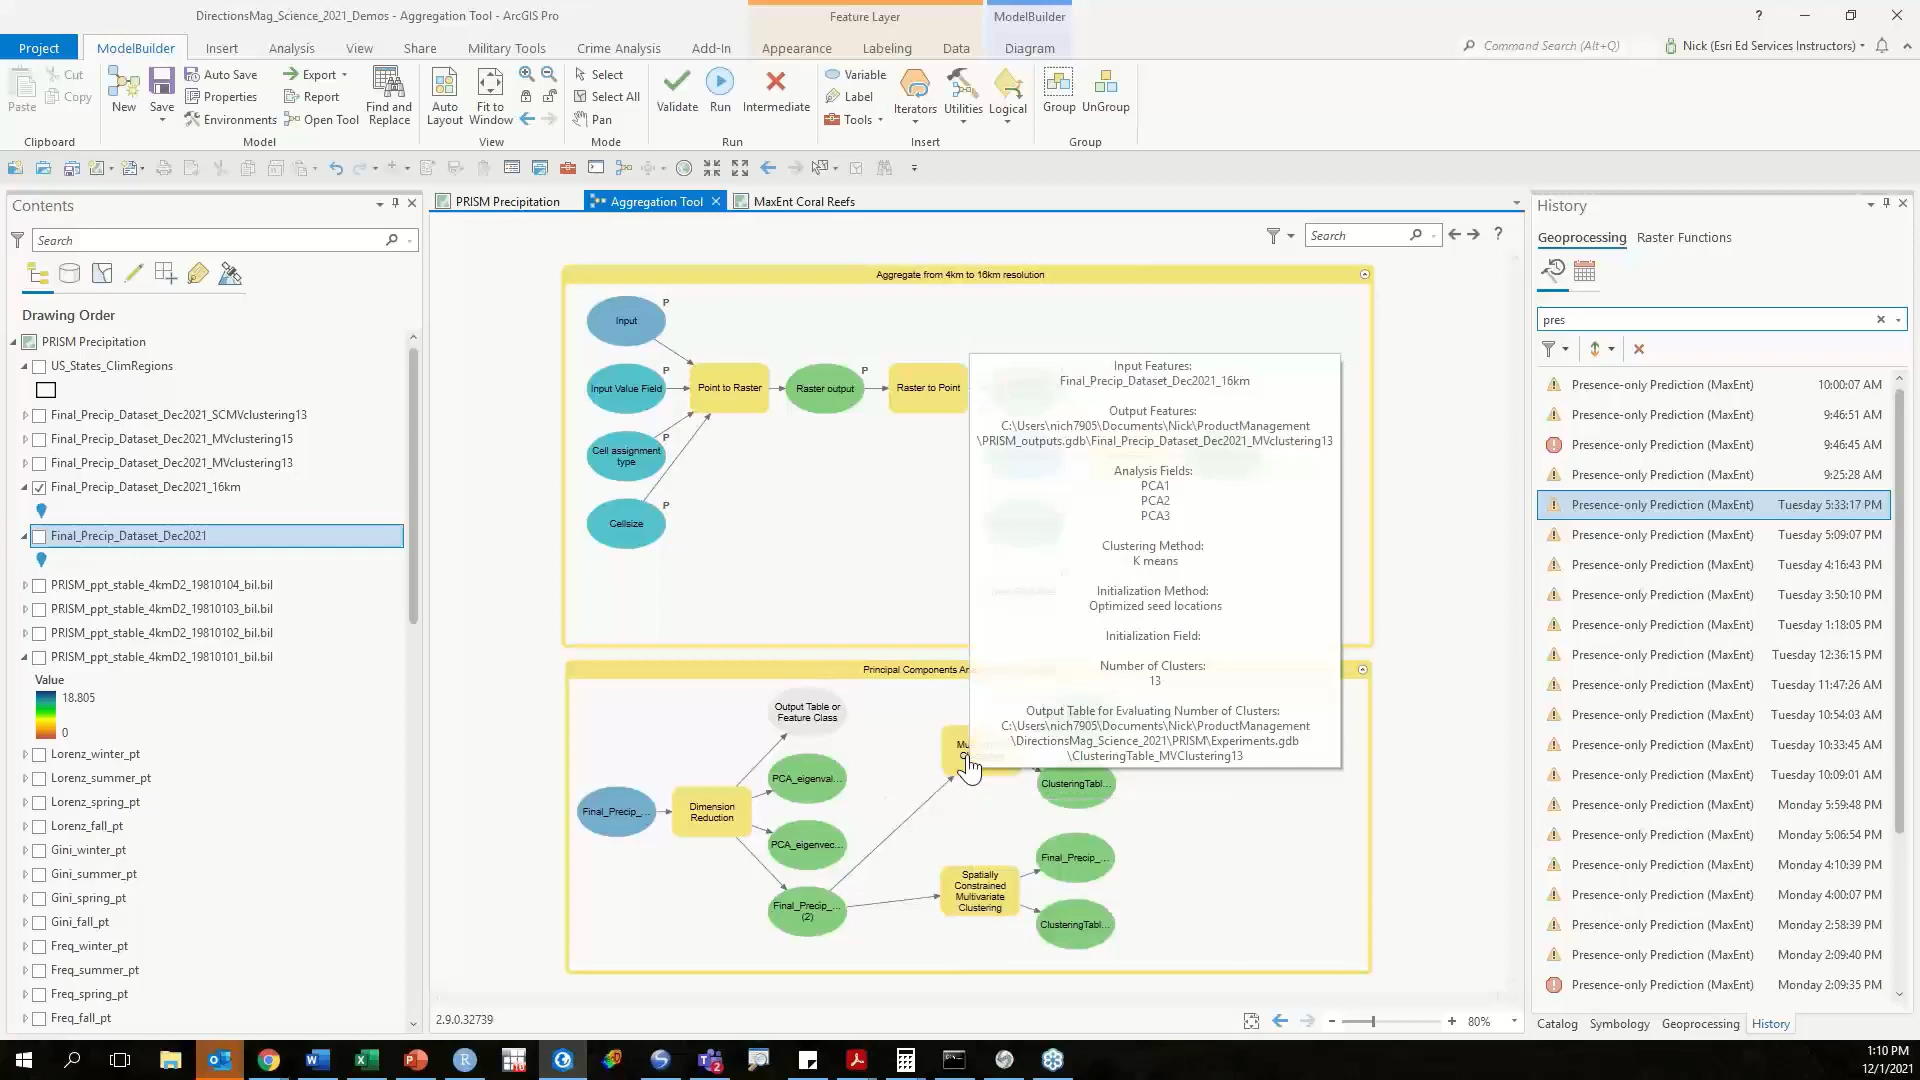 DirectionsMag_Science_2021_Demos - Aggregation Tool - ArcGIS Pro
Feature Layer
ModelBuilder
?
Project
ModelBuilder
Insert
Analysis
View
Share
Military Tools
Crime Analysis
Add-In
Appearance
Labeling
Data
Diagram
Command Search (Alt+Q)
Nick (Esri Ed Services Instructors)
Paste
Cut
Copy
Clipboard
New
Save
Auto Save
Properties
Environments
Export
Report
Open Tool
Find and
Replace
Model
Auto
Layout
Fit to
Window
View
Select
Select All
Pan
Mode
Validate
Run
Intermediate
Run
Variable
Label
Tools
Iterators
Utilities
Logical
Insert
Group
UnGroup
Group
Contents
Search
Drawing Order
PRISM Precipitation
US_States_ClimRegions
Final_Precip_Dataset_Dec2021_SCMVclustering13
Final_Precip_Dataset_Dec2021_MVclustering15
Final_Precip_Dataset_Dec2021_MVclustering13
Final_Precip_Dataset_Dec2021_16km
Final_Precip_Dataset_Dec2021
PRISM_ppt_stable_4kmD2_19810104_bil.bil
PRISM_ppt_stable_4kmD2_19810103_bil.bil
PRISM_ppt_stable_4kmD2_19810102_bil.bil
PRISM_ppt_stable_4kmD2_19810101_bil.bil
Value
18.805
0
Lorenz_winter_pt
Lorenz_summer_pt
Lorenz_spring_pt
Lorenz_fall_pt
Gini_winter_pt
Gini_summer_pt
Gini_spring_pt
Gini_fall_pt
Freq_winter_pt
Freq_summer_pt
Freq_spring_pt
Freq_fall_pt
PRISM Precipitation
Aggregation Tool
MaxEnt Coral Reefs
Search
?
Aggregate from 4km to 16km resolution
Input
P
Input Value Field
P
Cell assignment
type
P
Cellsize
P
Point to Raster
Raster output
P
Raster to Point
Input Features:
Final_Precip_Dataset_Dec2021_16km
Output Features:
C:\Users\nich7905\Documents\Nick\ProductManagement
\PRISM_outputs.gdb\Final_Precip_Dataset_Dec2021_MVclustering13
Analysis Fields:
PCA1
PCA2
PCA3
Clustering Method:
K means
Initialization Method:
Optimized seed locations
Initialization Field:
Number of Clusters:
13
Output Table for Evaluating Number of Clusters:
C:\Users\nich7905\Documents\Nick\ProductManagement
\DirectionsMag_Science_2021\PRISM\Experiments.gdb
\ClusteringTable_MVClustering13
Principal Components An
Final_Precip_...
Dimension
Reduction
Output Table or
Feature Class
PCA_eigenval...
PCA_eigenvec...
Final_Precip_...
(2)
ClusteringTabl...
Spatially
Constrained
Multivariate
Clustering
Final_Precip_...
ClusteringTabl...
2.9.0.32739
80%
History
Geoprocessing
Raster Functions
pres
Presence-only Prediction (MaxEnt) 10:00:07 AM
Presence-only Prediction (MaxEnt) 9:46:51 AM
Presence-only Prediction (MaxEnt) 9:46:45 AM
Presence-only Prediction (MaxEnt) 9:25:28 AM
Presence-only Prediction (MaxEnt) Tuesday 5:33:17 PM
Presence-only Prediction (MaxEnt) Tuesday 5:09:07 PM
Presence-only Prediction (MaxEnt) Tuesday 4:16:43 PM
Presence-only Prediction (MaxEnt) Tuesday 3:50:10 PM
Presence-only Prediction (MaxEnt) Tuesday 1:18:05 PM
Presence-only Prediction (MaxEnt) Tuesday 12:36:15 PM
Presence-only Prediction (MaxEnt) Tuesday 11:47:26 AM
Presence-only Prediction (MaxEnt) Tuesday 10:54:03 AM
Presence-only Prediction (MaxEnt) Tuesday 10:33:45 AM
Presence-only Prediction (MaxEnt) Tuesday 10:09:01 AM
Presence-only Prediction (MaxEnt) Monday 5:59:48 PM
Presence-only Prediction (MaxEnt) Monday 5:06:54 PM
Presence-only Prediction (MaxEnt) Monday 4:10:39 PM
Presence-only Prediction (MaxEnt) Monday 4:00:07 PM
Presence-only Prediction (MaxEnt) Monday 2:58:39 PM
Presence-only Prediction (MaxEnt) Monday 2:09:40 PM
Presence-only Prediction (MaxEnt) Monday 2:09:35 PM
Catalog
Symbology
Geoprocessing
History
1:10 PM
12/1/2021